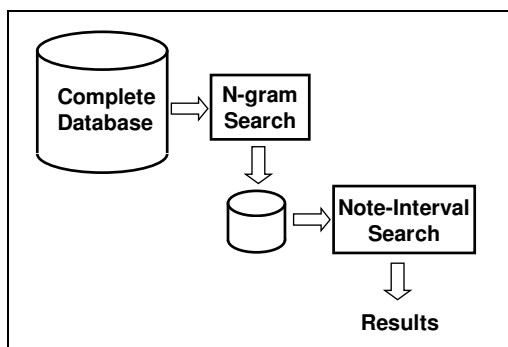 Complete
Database
N-gram
Search
Note-Interval
Search
Results